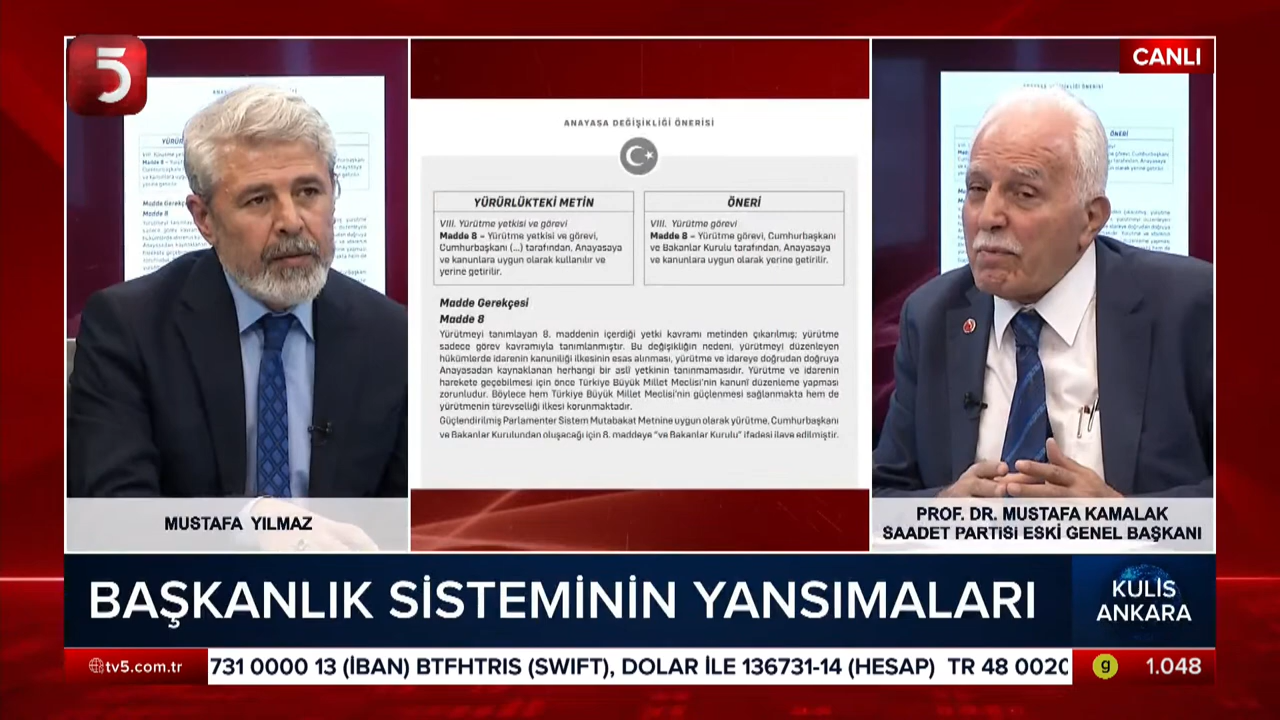 5
CANLI
ANAYASA DEĞİŞİKLİĞİ ÖNERİSİ
YÜRÜRLÜKTEKİ METİN
VIII. Yürütme yetkisi ve görevi
Madde 8 – Yürütme yetkisi ve görevi,
Cumhurbaşkanı (...) tarafından, Anayasaya
ve kanunlara uygun olarak kullanılır ve
yerine getirilir.
ÖNERİ
VIII. Yürütme görevi
Madde 8 – Yürütme görevi, Cumhurbaşkanı
ve Bakanlar Kurulu tarafından, Anayasaya
ve kanunlara uygun olarak yerine getirilir.
Madde Gerekçesi
Madde 8
Yürütmeyi tanımlayan 8. maddenin içerdiği yetki kavramı metinden çıkarılmış; yürütme
sadece görev kavramıyla tanımlanmıştır. Bu değişikliğin nedeni, yürütmeyi düzenleyen
hükümlerde idarenin kanuniliği ilkesinin esas alınması, yürütme ve idareye doğrudan doğruya
Anayasadan kaynaklanan herhangi bir asli yetkinin tanınmamasıdır. Yürütme ve idarenin
harekete geçebilmesi için önce Türkiye Büyük Millet Meclisi'nin kanunî düzenleme yapması
zorunludur. Böylece hem Türkiye Büyük Millet Meclisi'nin güçlenmesi sağlanmakta hem de
yürütmenin türevselliği ilkesi korunmaktadır.
Güçlendirilmiş Parlamenter Sistem Mutabakat Metnine uygun olarak yürütme, Cumhurbaşkanı
ve Bakanlar Kurulundan oluşacağı için 8. maddeye "ve Bakanlar Kurulu" ifadesi ilave edilmiştir.
MUSTAFA YILMAZ
PROF. DR. MUSTAFA KAMALAK
SAADET PARTİSİ ESKİ GENEL BAŞKANI
BAŞKANLIK SİSTEMİNİN YANSIMALARI
KULİS
ANKARA
tv5.com.tr
731 0000 13 (İBAN) BTFHTRIS (SWIFT), DOLAR İLE 136731-14 (HESAP) TR 48 0020
g 1.048